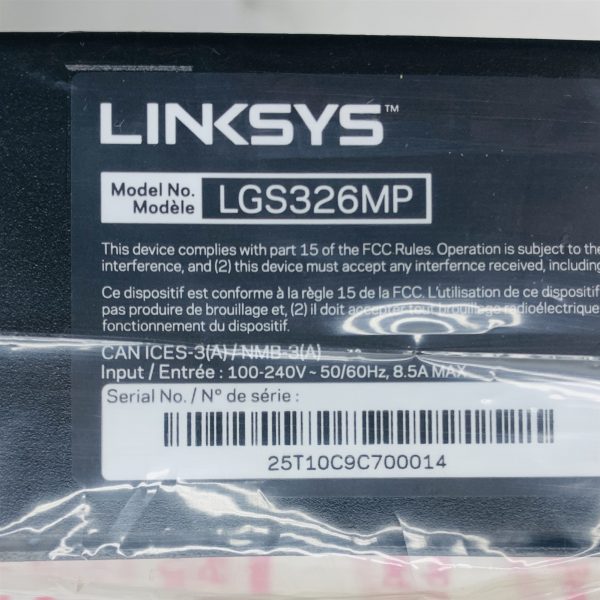 LINKSYS™
Model No.
Modèle
LGS326MP
This device complies with part 15 of the FCC Rules. Operation is subject to the
interference, and (2) this device must accept any interfernce received, including
Ce dispositif est conforme à la règle 15 de la FCC. L'utilisation de ce dispositif
pas produire de brouillage et, (2) il doit accepter tout brouillage radioélectrique
fonctionnement du dispositif.
CAN ICES-3(A) / NMB-3(A)
Input / Entrée : 100-240V ~ 50/60Hz, 8.5A MAX
Serial No. / N° de série :
25T10C9C700014